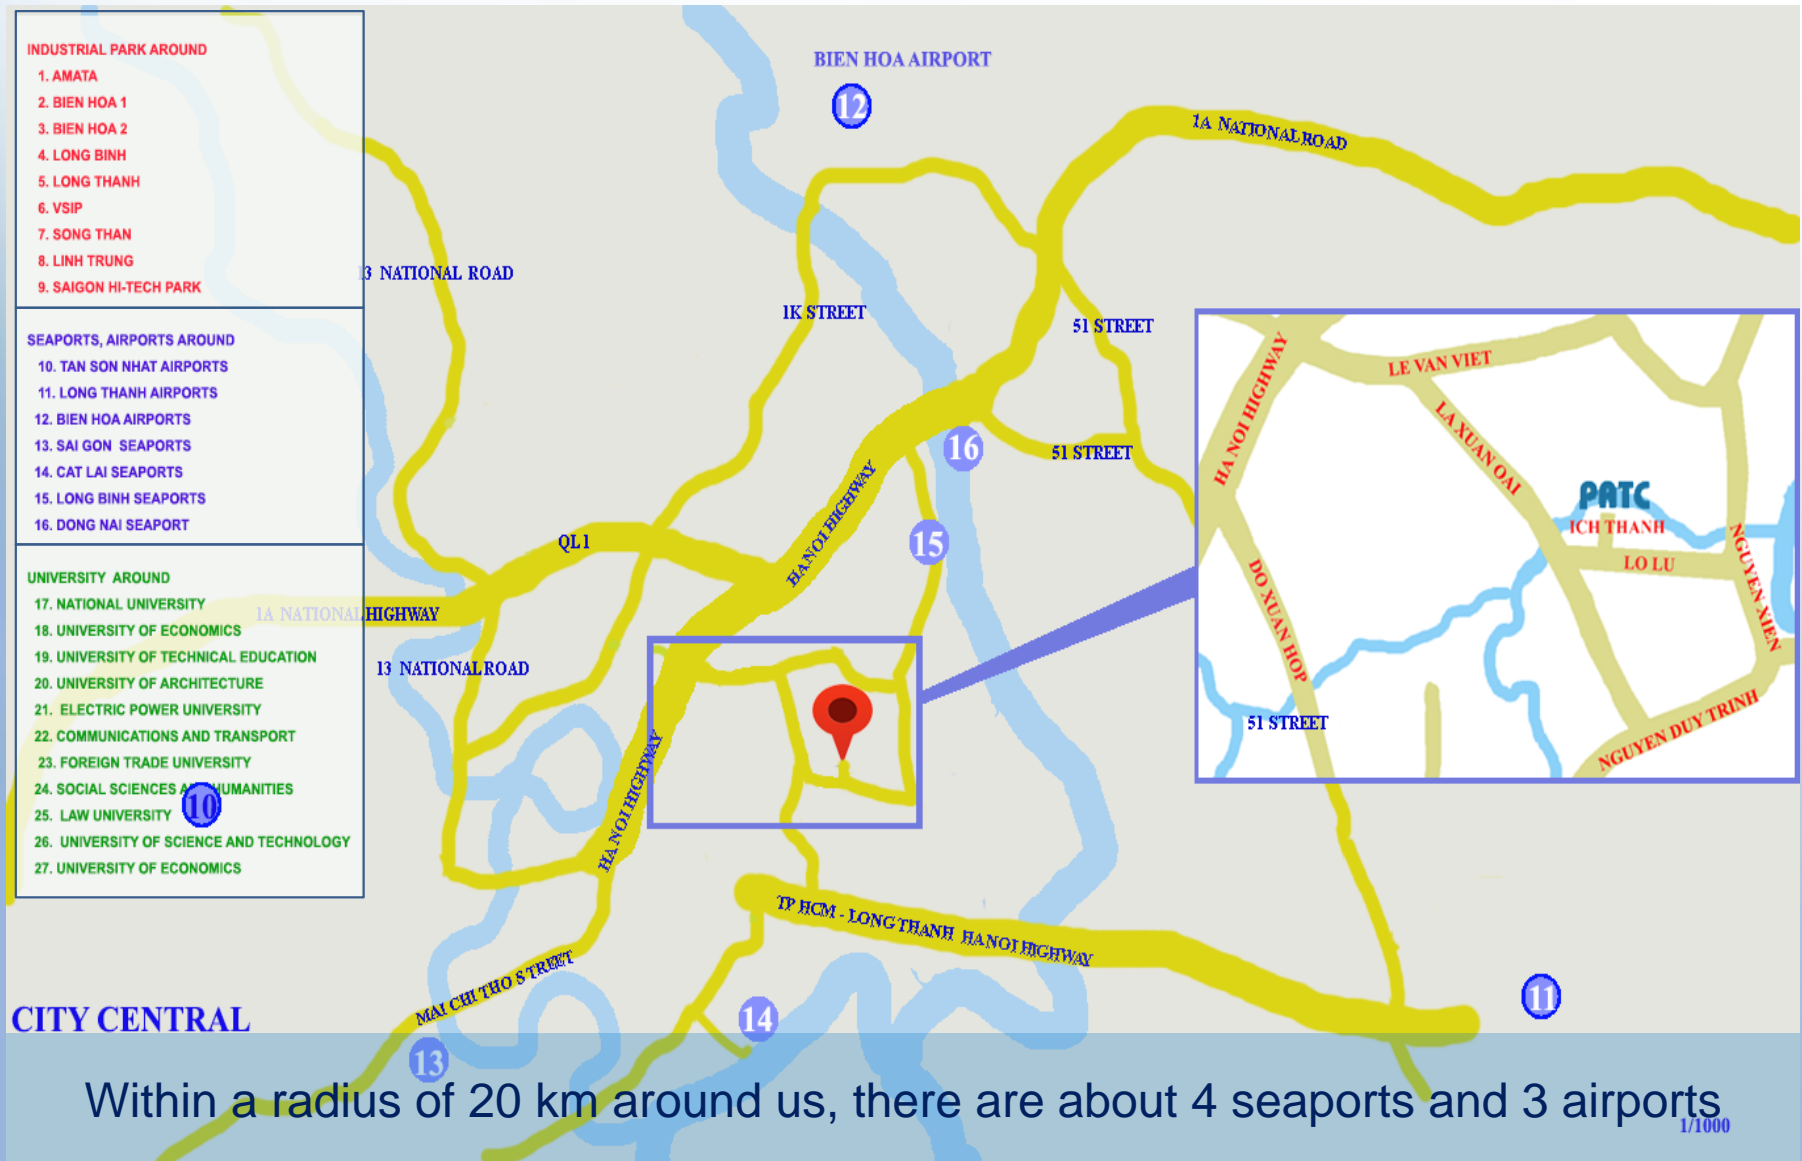 INDUSTRIAL PARK AROUND
1. AMATA
2. BIEN HOA 1
3. BIEN HOA 2
4. LONG BINH
5. LONG THANH
6. VSIP
7. SONG THAN
8. LINH TRUNG
9. SAIGON HI-TECH PARK
SEAPORTS, AIRPORTS AROUND
10. TAN SON NHAT AIRPORTS
11. LONG THANH AIRPORTS
12. BIEN HOA AIRPORTS
13. SAI GON SEAPORTS
14. CAT LAI SEAPORTS
15. LONG BINH SEAPORTS
16. DONG NAI SEAPORT
UNIVERSITY AROUND
17. NATIONAL UNIVERSITY
18. UNIVERSITY OF ECONOMICS
19. UNIVERSITY OF TECHNICAL EDUCATION
20. UNIVERSITY OF ARCHITECTURE
21. ELECTRIC POWER UNIVERSITY
22. COMMUNICATIONS AND TRANSPORT
23. FOREIGN TRADE UNIVERSITY
24. SOCIAL SCIENCES A HUMANITIES
25. LAW UNIVERSITY
26. UNIVERSITY OF SCIENCE AND TECHNOLOGY
27. UNIVERSITY OF ECONOMICS
10
BIEN HOA AIRPORT
12
1A NATIONAL ROAD
13 NATIONAL ROAD
1K STREET
51 STREET
51 STREET
16
15
HANOI HIGHWAY
QL1
1A NATIONAL HIGHWAY
13 NATIONAL ROAD
HANOI HIGHWAY
LE VAN VIET
HANOI HIGHWAY
LA XUAN OAI
PATC
ICH THANH
LO LU
NGUYEN XIEN
DO XUAN HOP
51 STREET
NGUYEN DUY TRINH
TP HCM - LONG THANH HANOI HIGHWAY
MAI CHI THO STREET
11
14
13
CITY CENTRAL
Within a radius of 20 km around us, there are about 4 seaports and 3 airports
1/1000